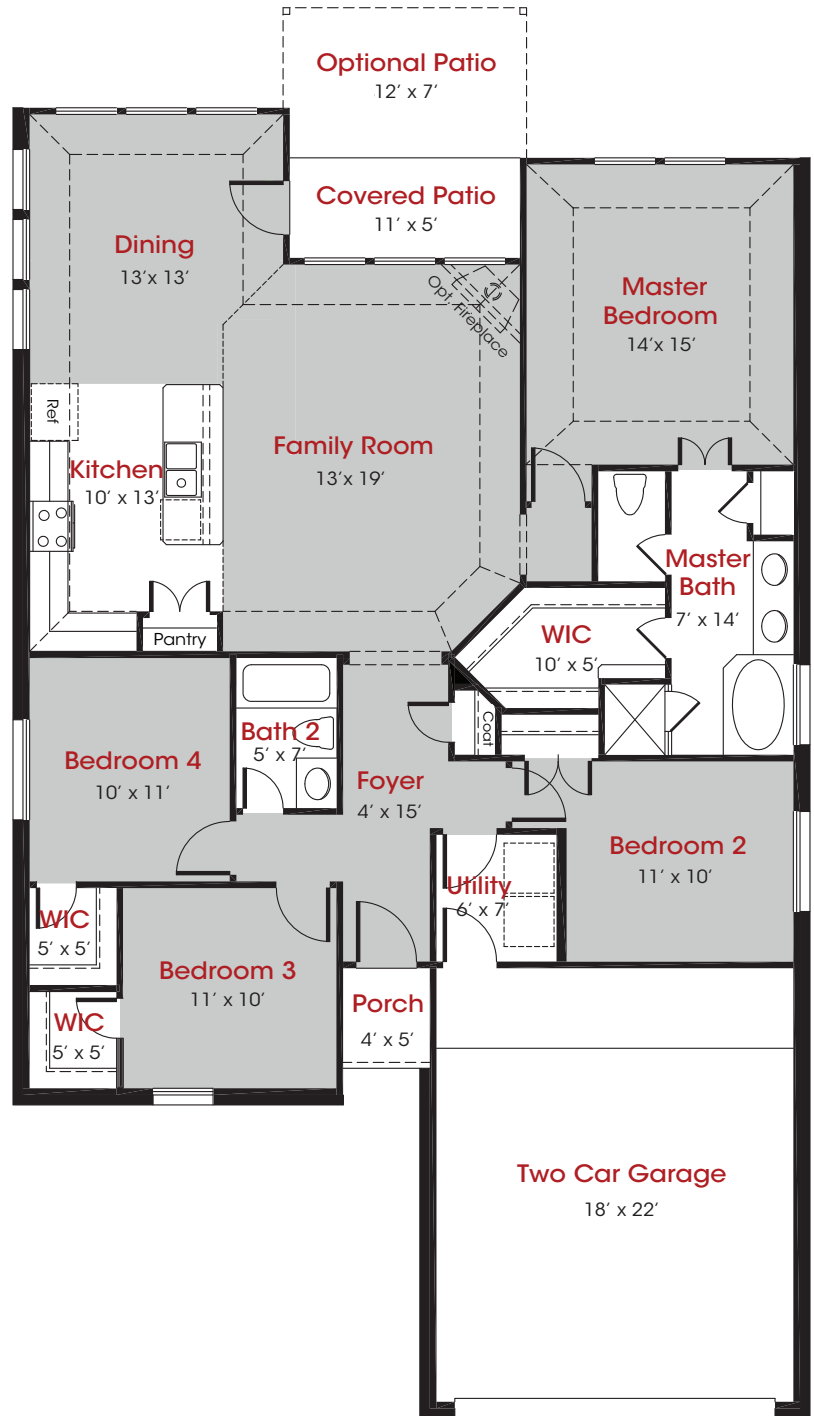 Optional Patio
12’ x 7’
Covered Patio
11’ x 5’
Dining
13’x 13’
Opt. Fireplace
Master
Bedroom
14’x 15’
Ref
Kitchen
10’ x 13’
Family Room
13’x 19’
Master
Bath
7’ x 14’
Pantry
WIC
10’ x 5’
Coat
Bath 2
5’ x 7’
Bedroom 4
10’ x 11’
Foyer
4’ x 15’
Bedroom 2
11’ x 10’
Utility
6’ x 7’
WIC
5’ x 5’
Bedroom 3
11’ x 10’
WIC
5’ x 5’
Porch
4’ x 5’
Two Car Garage
18’ x 22’